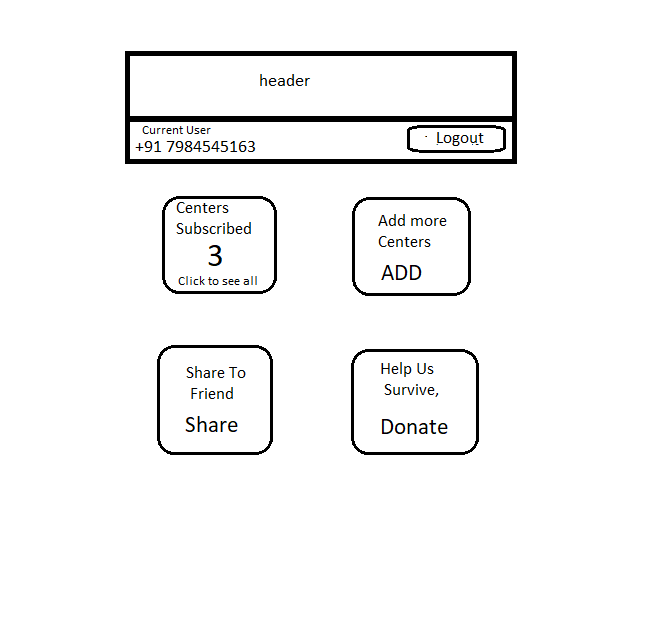 header
Current User
+91 7984545163
Logout
Centers
Subscribed
3
Click to see all
Add more
Centers
ADD
Share To
Friend
Share
Help Us
Survive,
Donate